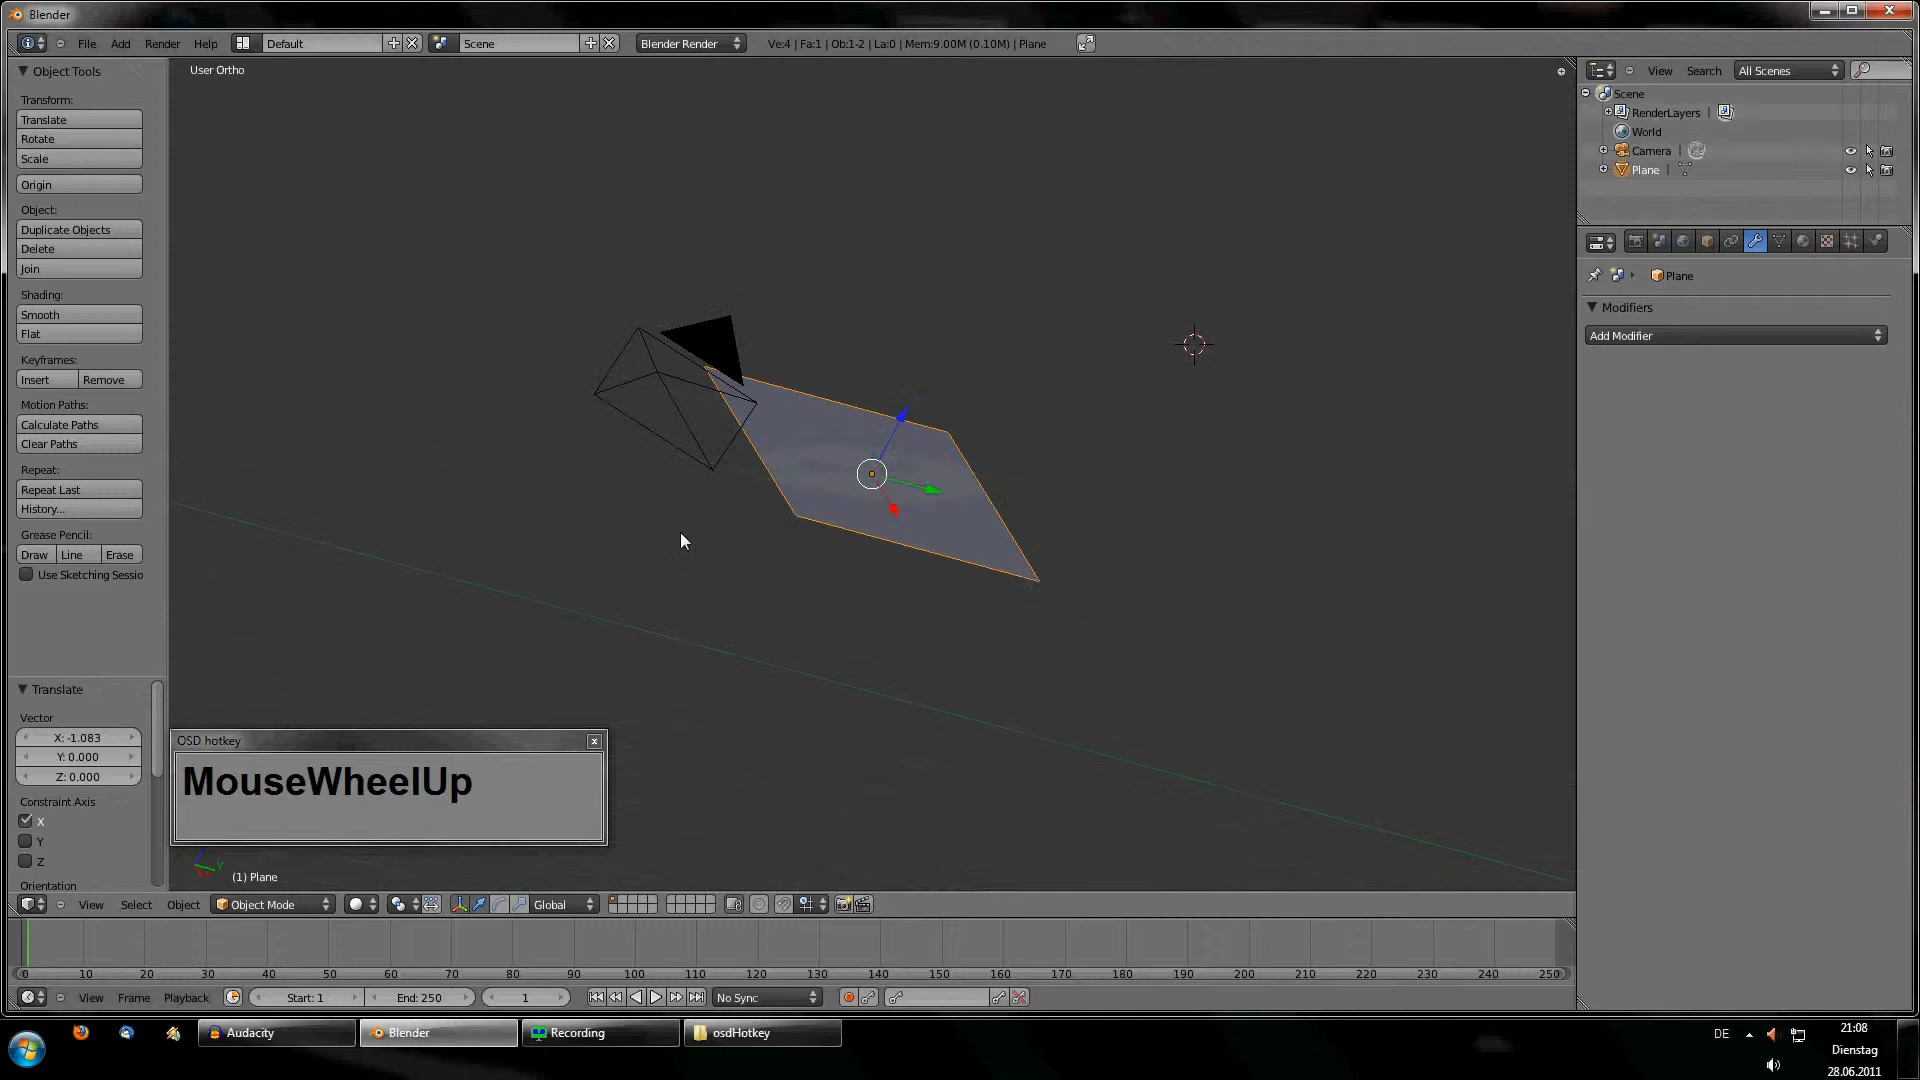 Blender
File Add Render Help Default Scene Blender Render Ve:4 | Fa:1 | Ob:1-2 | La:0 | Mem:9.00M (0.10M) | Plane
Object Tools
Transform:
Translate
Rotate
Scale
Origin
Object:
Duplicate Objects
Delete
Join
Shading:
Smooth
Flat
Keyframes:
Insert Remove
Motion Paths:
Calculate Paths
Clear Paths
Repeat:
Repeat Last
History...
Grease Pencil:
Draw Line Erase
Use Sketching Sessio
Translate
Vector
X: -1.083
Y: 0.000
Z: 0.000
Constraint Axis
X
Y
Z
Orientation
User Ortho
OSD hotkey
x
MouseWheelUp
y
(1) Plane
View Select Object Object Mode Global
0 10 20 30 40 50 60 70 80 90 100 110 120 130 140 150 160 170 180 190 200 210 220 230 240 250
View Frame Playback Start: 1 End: 250 1 No Sync
View Search All Scenes
Scene
RenderLayers |
World
Camera |
Plane |
Plane
Modifiers
Add Modifier
Audacity Blender Recording osdHotkey
DE
21:08
Dienstag
28.06.2011